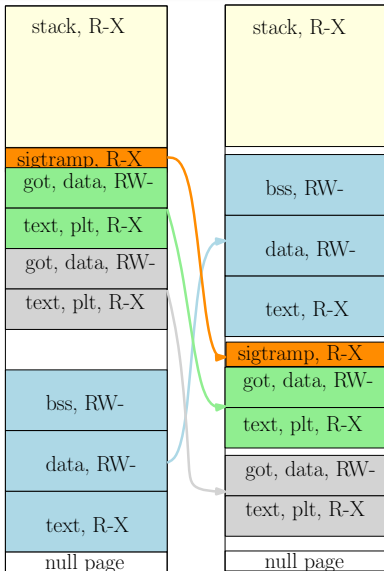 stack, R-X
sigtramp, R-X
got, data, RW-
text, plt, R-X
got, data, RW-
text, plt, R-X
bss, RW-
data, RW-
text, R-X
null page
stack, R-X
bss, RW-
data, RW-
text, R-X
sigtramp, R-X
got, data, RW-
text, plt, R-X
got, data, RW-
text, plt, R-X
null page